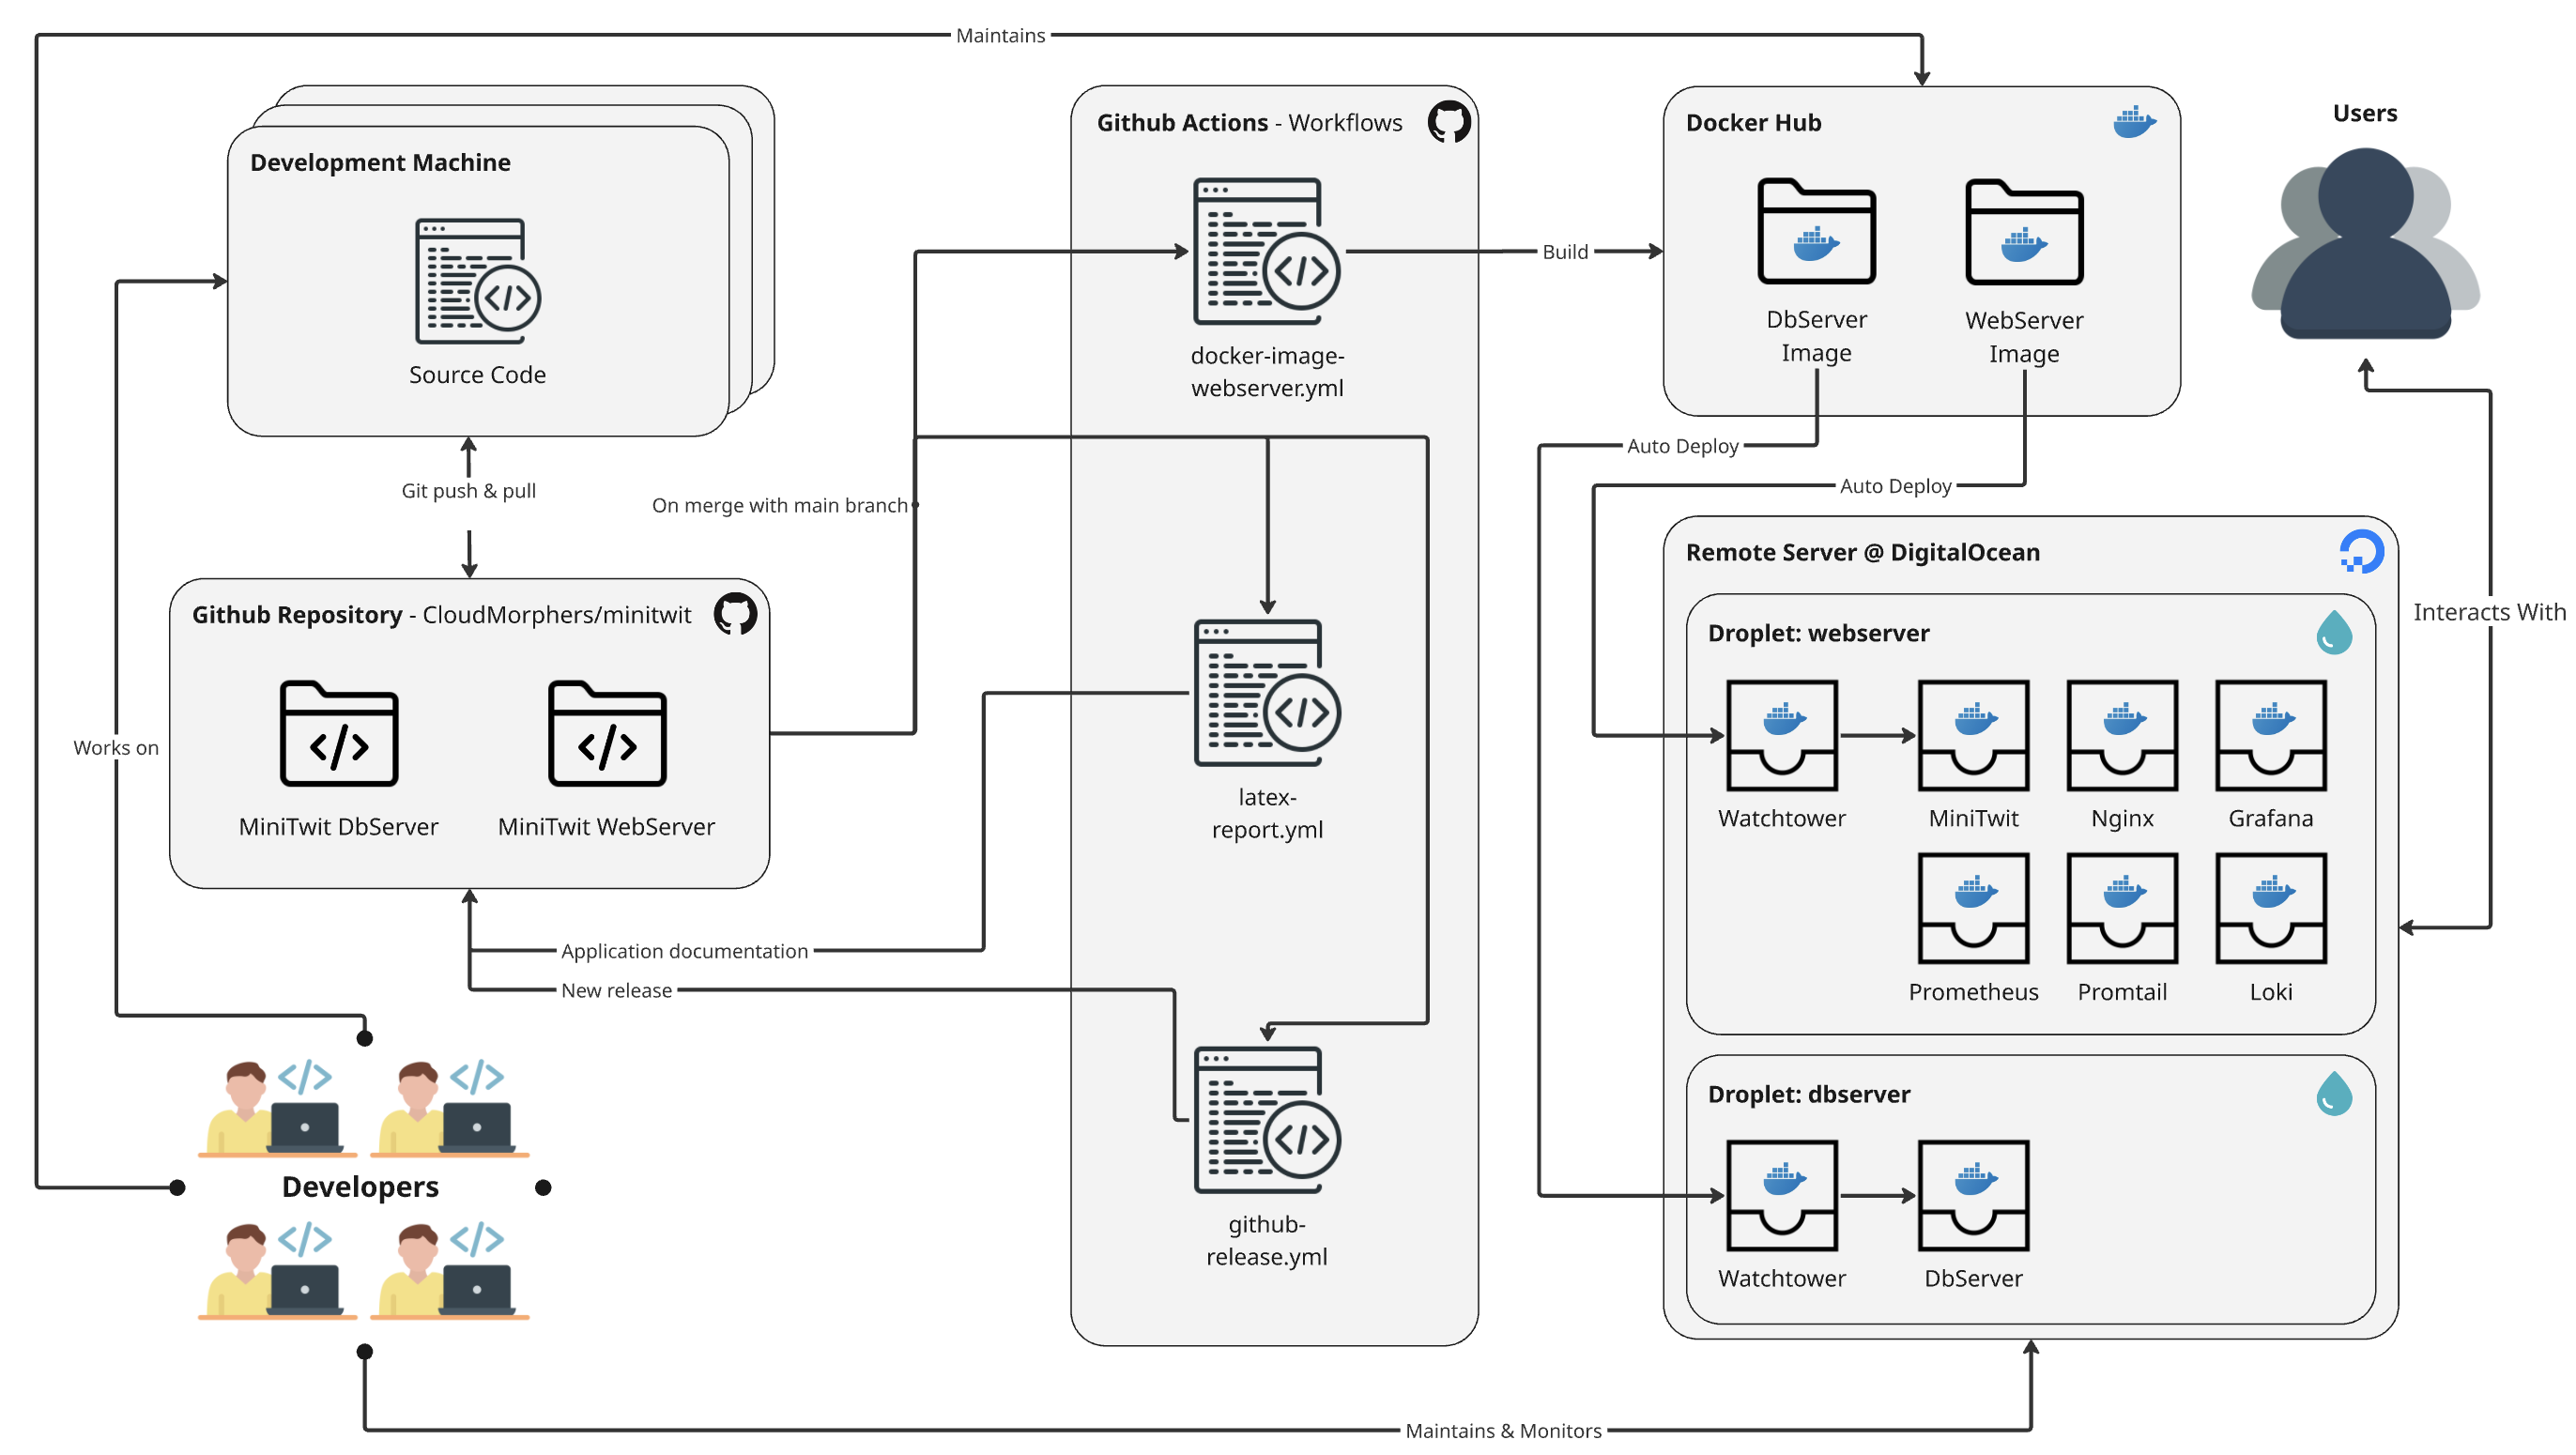 Maintains
Development Machine
Source Code
Git push & pull
On merge with main branch
Github Repository - CloudMorphers/minitwit
MiniTwit DbServer
MiniTwit WebServer
Works on
Application documentation
New release
Developers
Github Actions - Workflows
docker-image-
webserver.yml
latex-
report.yml
github-
release.yml
Build
Docker Hub
DbServer
Image
WebServer
Image
Auto Deploy
Auto Deploy
Users
Interacts With
Remote Server @ DigitalOcean
Droplet: webserver
Watchtower
MiniTwit
Nginx
Grafana
Prometheus
Promtail
Loki
Droplet: dbserver
Watchtower
DbServer
Maintains & Monitors